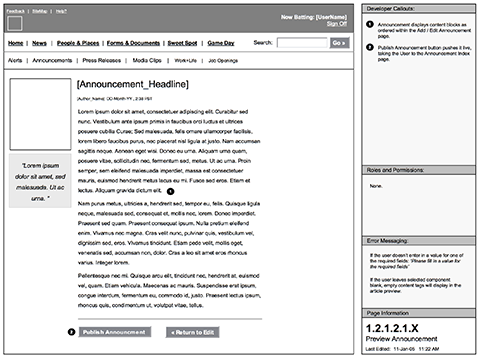 Feedback | SiteMap | Help?
Now Batting: [UserName]
Sign Off
Home | News | People & Places | Forms & Documents | Sweet Spot | Game Day
Search:
Go »
Alerts | Announcements | Press Releases | Media Clips | Work+Life | Job Openings
[Announcement_Headline]
[Author_Name] DD Month YY, 2:38 PST
Lorem ipsum dolor sit amet, consectetuer adipiscing elit. Curabitur sed
nunc. Vestibulum ante ipsum primis in faucibus orci luctus et ultrices
posuere cubilia Curae; Sed malesuada, felis ornare ullamcorper facilisis,
libero risus faucibus purus, nec placerat nisl ligula at justo. Nam accumsan
sagittis neque. Aenean eget wisi. Donec eu urna. Aliquam urna quam,
posuere vitae, sollicitudin nec, fermentum sed, metus. Ut ac urna. Proin
semper, sem eleifend malesuada imperdiet, massa est consectetuer
mauris, euismod hendrerit metus lacus eu mi. Fusce sed eros. Etiam et
lectus. Aliquam gravida dictum elit. 1
"Lorem ipsum
dolor sit amet, sed
malesuada. Ut ac
urna. "
Nam purus metus, ultricies a, hendrerit sed, tempor eu, felis. Quisque ligula
neque, malesuada sed, consequat et, mollis nec, lorem. Donec imperdiet.
Praesent sed quam. Praesent consequat ipsum. Nulla pretium eleifend
enim. Vivamus nec magna. Cras velit nunc, pulvinar quis, vestibulum vel,
dignissim sed, eros. Vivamus tincidunt. Etiam pede velit, mollis eget,
venenatis sed, accumsan non, dolor. Cras a leo sit amet eros rhoncus
varius. Integer lorem.
Pellentesque nec mi. Quisque arcu elit, tincidunt nec, hendrerit at, euismod
vel, quam. Etiam vehicula. Maecenas ac mauris. Suspendisse erat ipsum,
congue interdum, fermentum eu, commodo id, justo. Praesent lectus ipsum,
rhoncus quis, condimentum ut, volutpat vitae, tellus.
2 Publish Announcment
« Return to Edit
Developer Callouts:
1 Announcement displays content blocks as
ordered within the Add / Edit Announcement
page.
2 Publish Announcement button pushes it live,
taking the User to the Announcement Index
page.
Roles and Permissions:
None.
Error Messaging:
If the user doesn't enter in a value for one of
the required fields: 'Please fill in a value for
the required fields'
If the user leaves selected component
blank, empty content tags will display in the
article preview.
Page Information
1.2.1.2.1.X
Preview Announcement
Last Edited: 11-Jan-05 11:22 AM